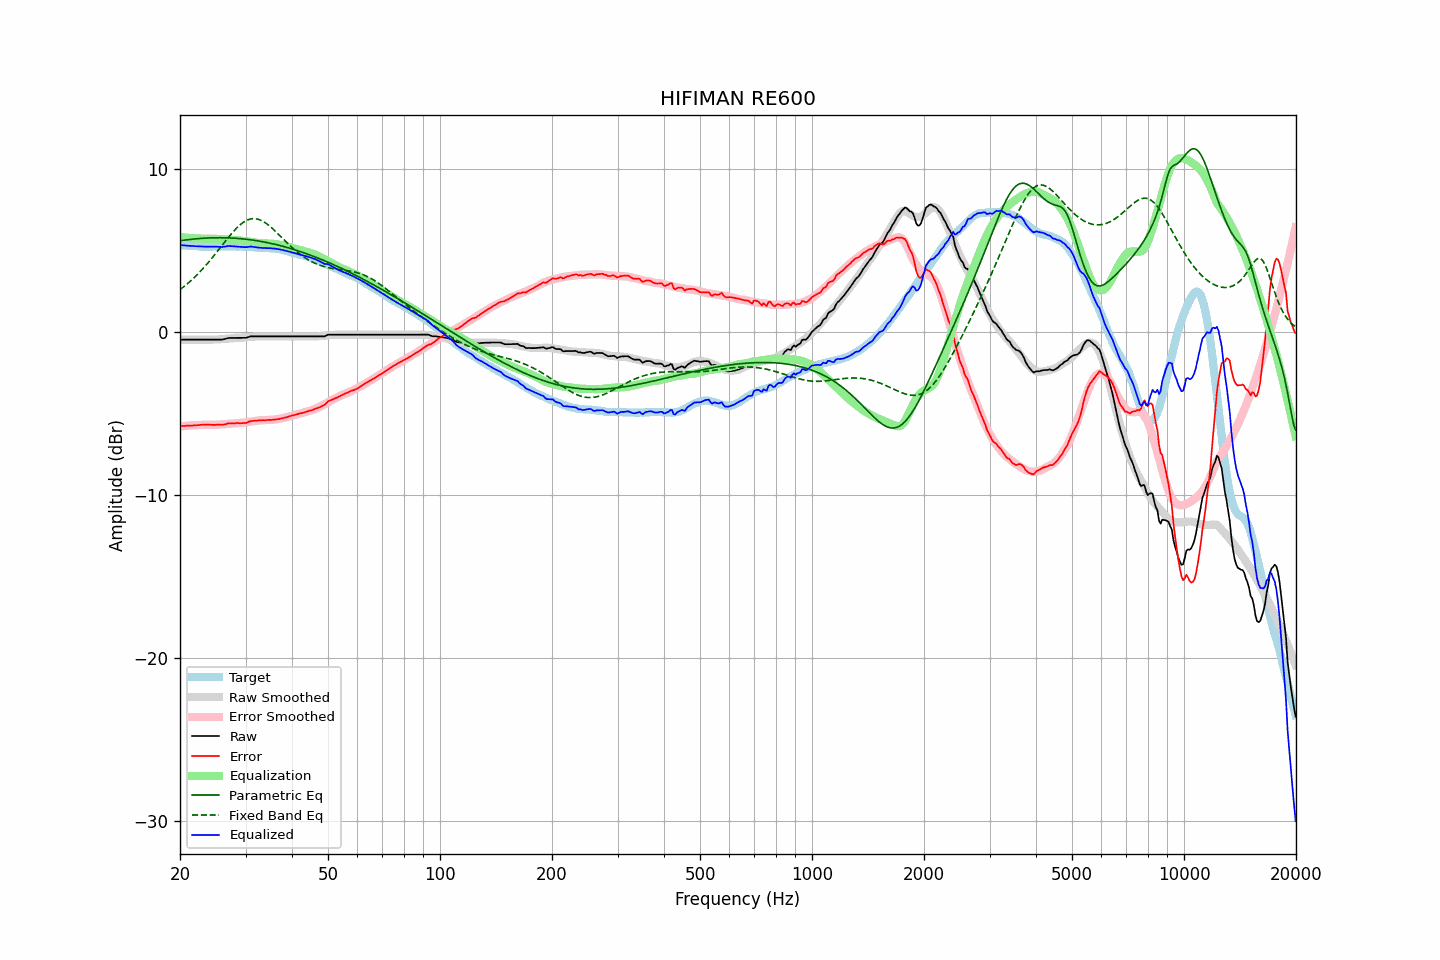 HIFIMAN RE600
Amplitude (dBr)
10
0
−10
−20
−30
Target
Raw Smoothed
Error Smoothed
Raw
Error
Equalization
Parametric Eq
Fixed Band Eq
Equalized
20 50 100 200 500 1000 2000 5000 10000 20000
Frequency (Hz)